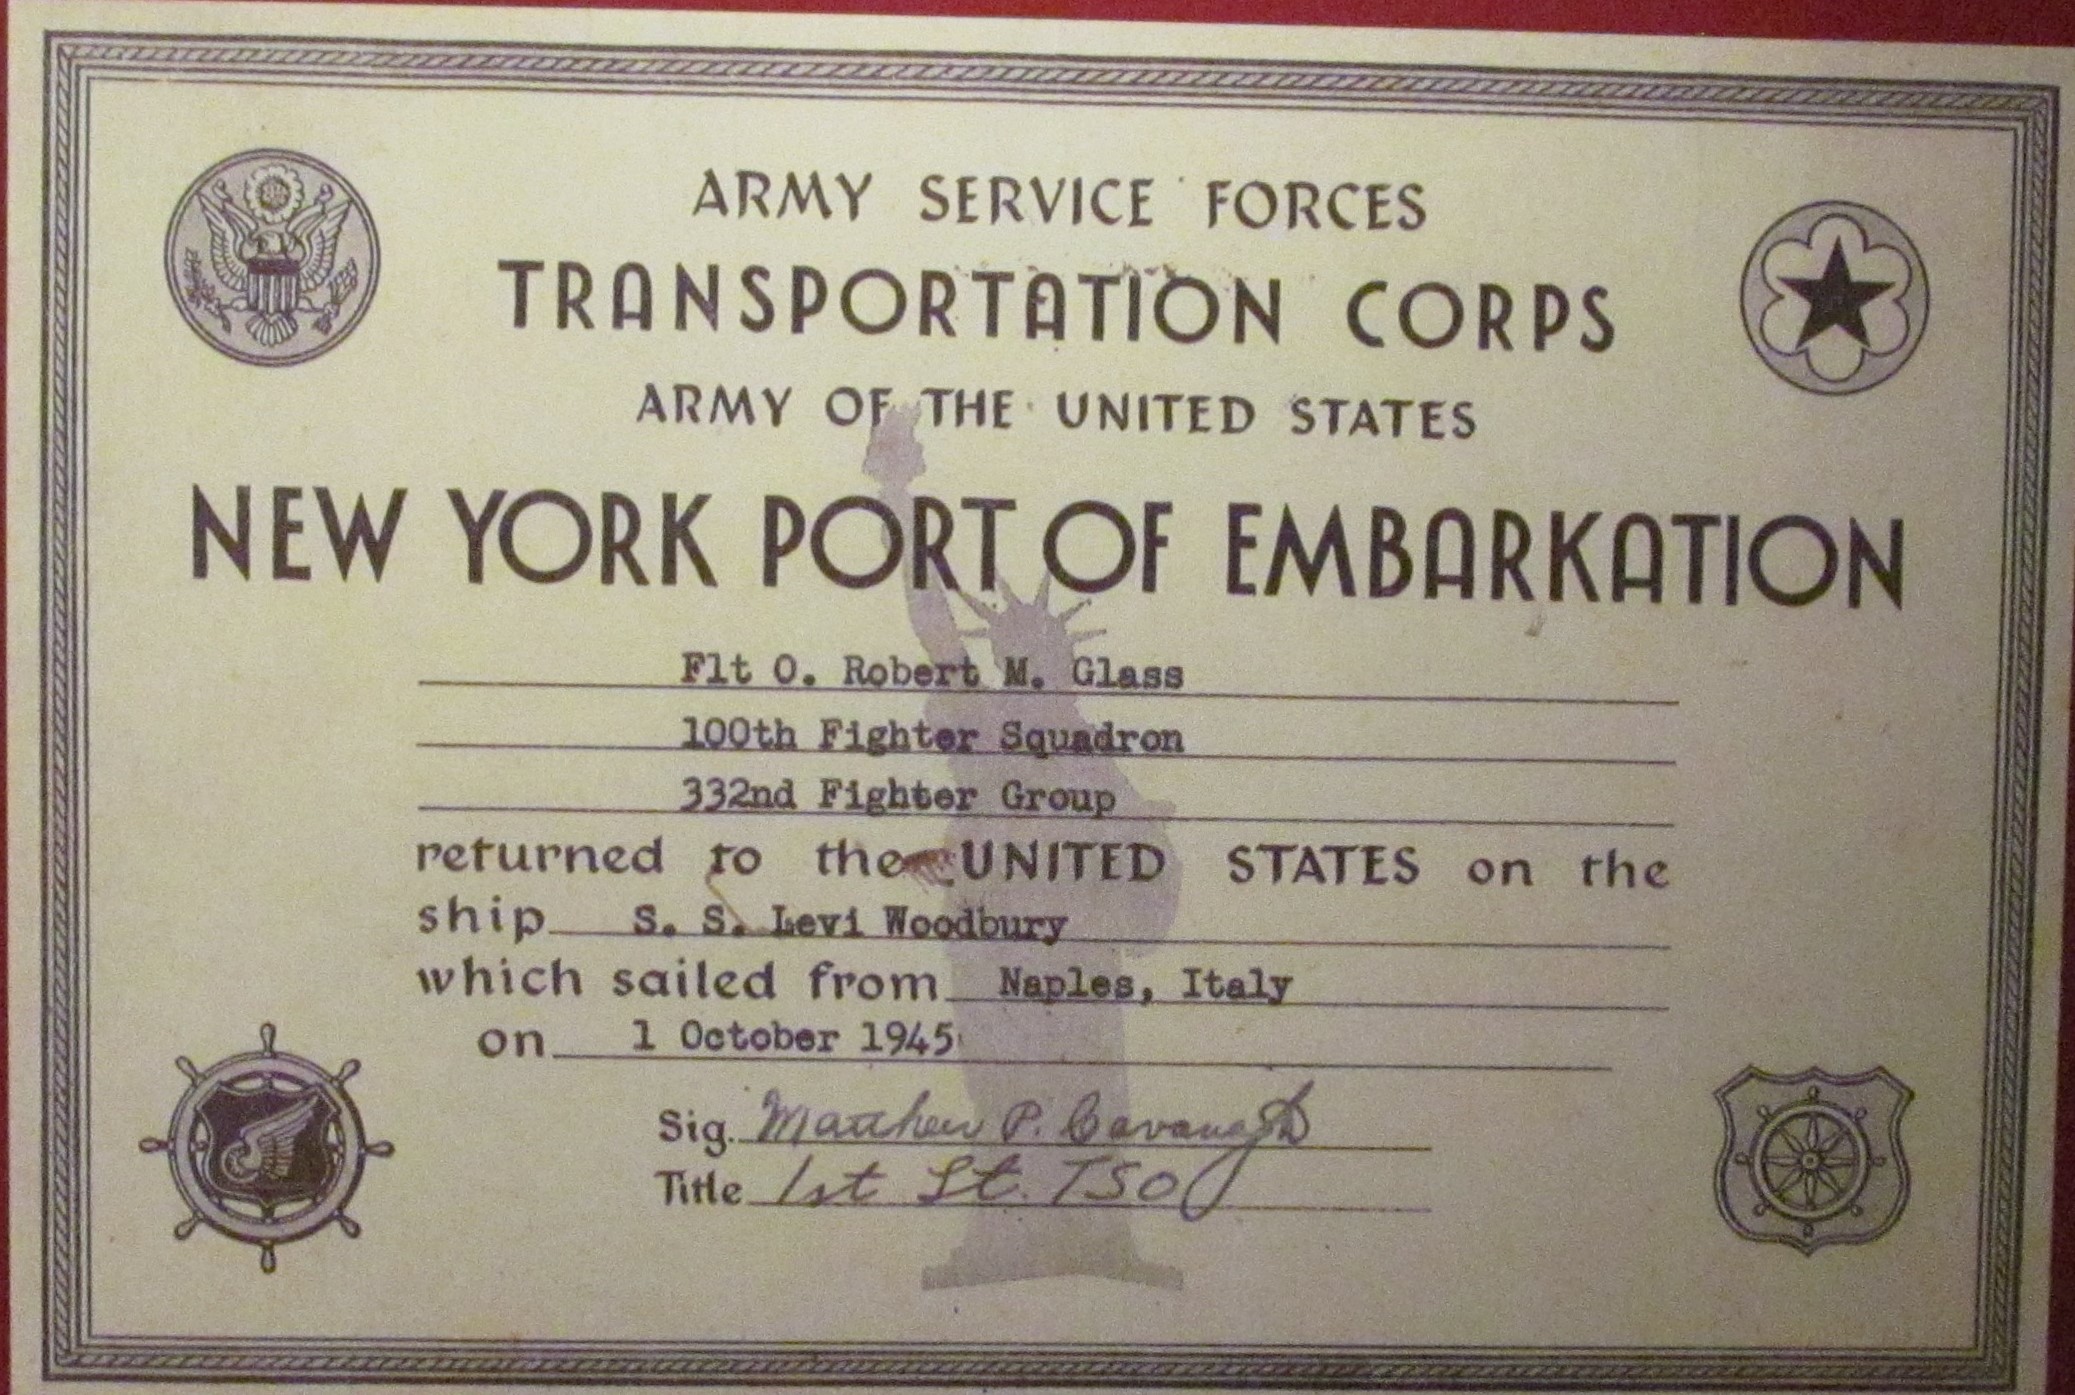 ARMY SERVICE FORCES
TRANSPORTATION CORPS
ARMY OF THE UNITED STATES
NEW YORK PORT OF EMBARKATION
Flt O. Robert M. Glass
100th Fighter Squadron
332nd Fighter Group
returned to the UNITED STATES on the
ship S. S. Levi Woodbury
which sailed from Naples, Italy
on 1 October 1945
Sig. Matthew P. Cavanagh
Title 1st Lt. TSO